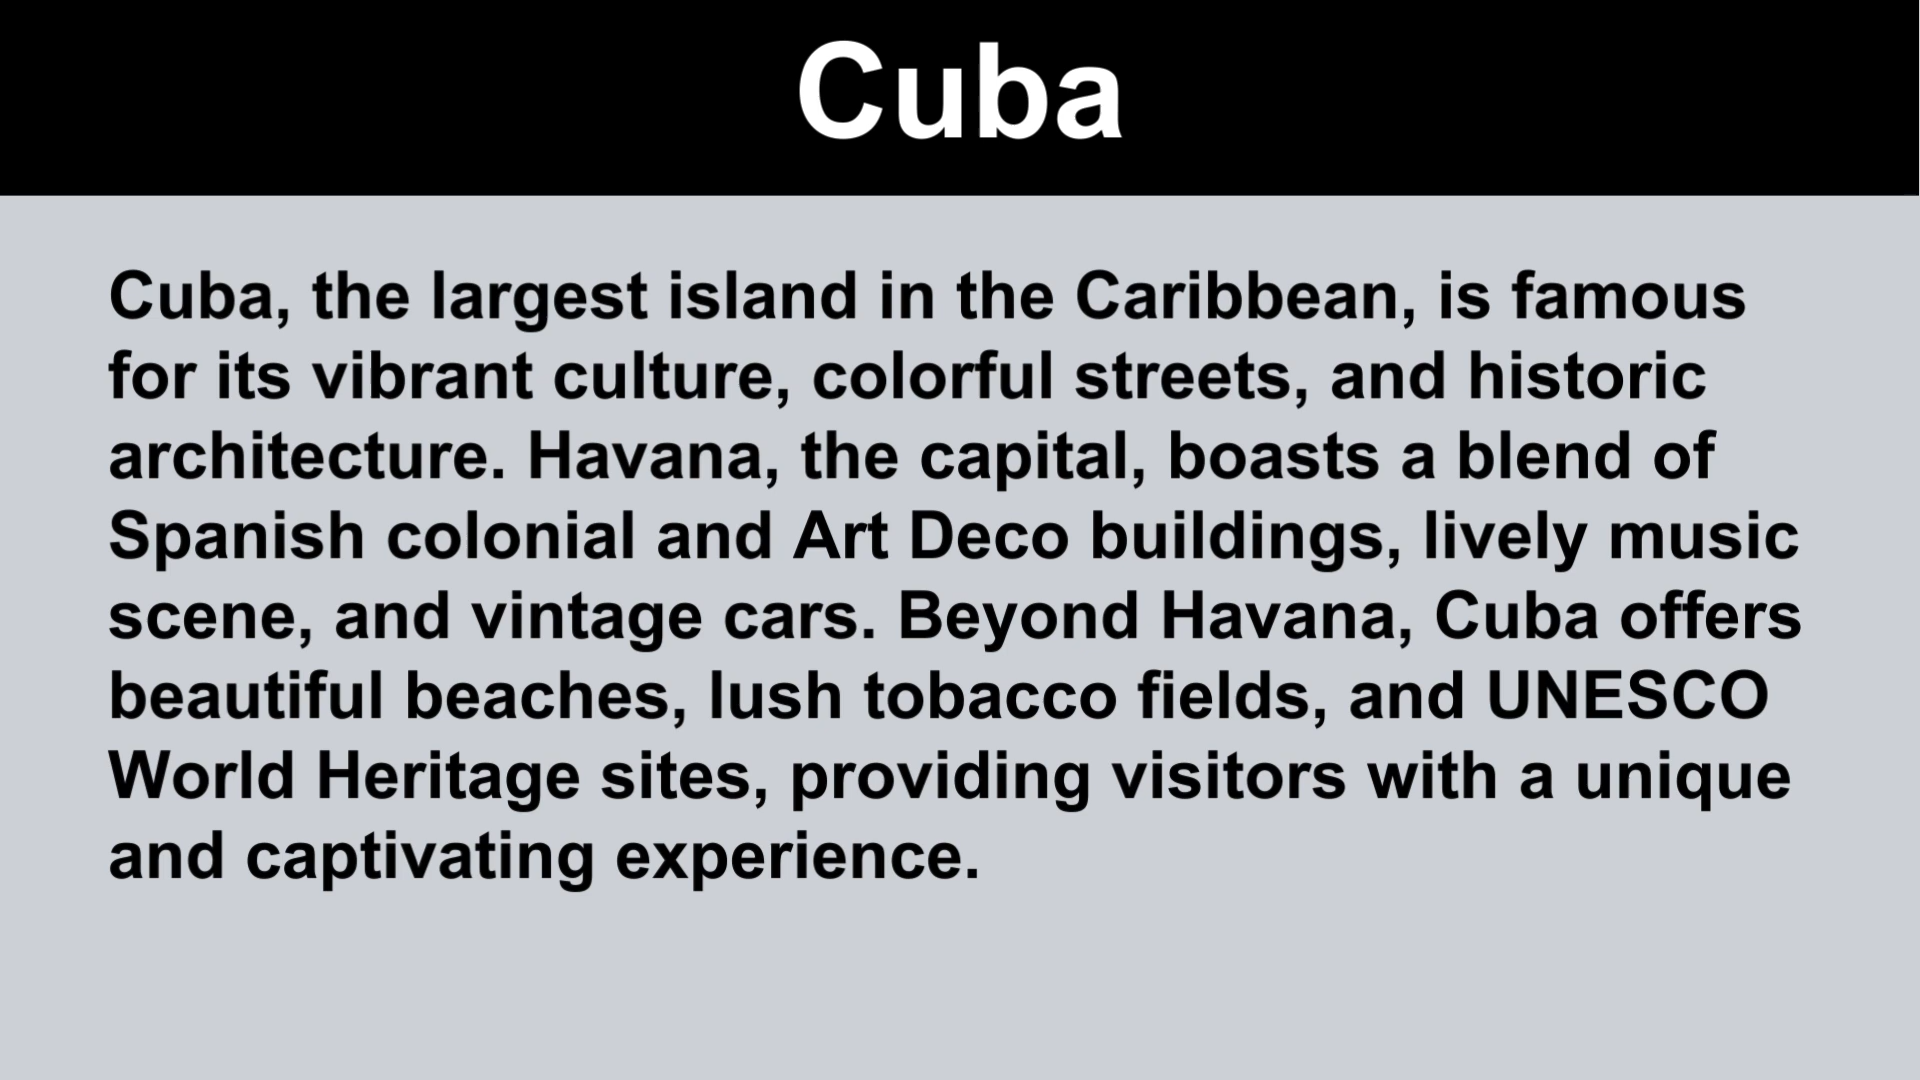 Cuba
Cuba, the largest island in the Caribbean, is famous
for its vibrant culture, colorful streets, and historic
architecture. Havana, the capital, boasts a blend of
Spanish colonial and Art Deco buildings, lively music
scene, and vintage cars. Beyond Havana, Cuba offers
beautiful beaches, lush tobacco fields, and UNESCO
World Heritage sites, providing visitors with a unique
and captivating experience.